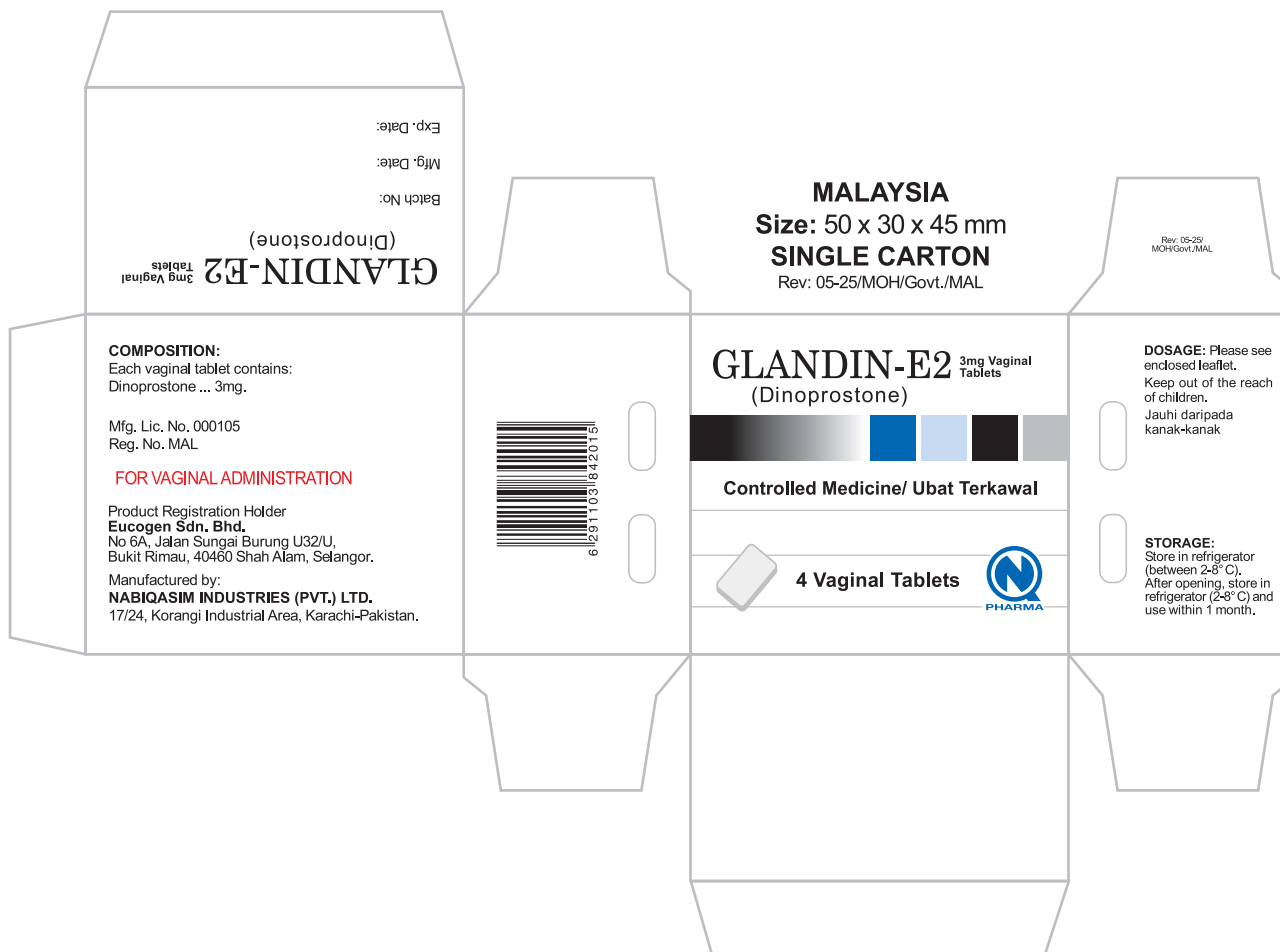 Exp. Date:
Mfg. Date:
Batch No:
(Dinoprostone)
GLANDIN-E2 3mg Vaginal
Tablets
MALAYSIA
Size: 50 x 30 x 45 mm
SINGLE CARTON
Rev: 05-25/MOH/Govt./MAL
Rev: 05-25/
MOH/Govt./MAL
COMPOSITION:
Each vaginal tablet contains:
Dinoprostone ... 3mg.
Mfg. Lic. No. 000105
Reg. No. MAL
FOR VAGINAL ADMINISTRATION
Product Registration Holder
Eucogen Sdn. Bhd.
No 6A, Jalan Sungai Burung U32/U,
Bukit Rimau, 40460 Shah Alam, Selangor.
Manufactured by:
NABIQASIM INDUSTRIES (PVT.) LTD.
17/24, Korangi Industrial Area, Karachi-Pakistan.
6 291103 842015
GLANDIN-E2 3mg Vaginal
Tablets
(Dinoprostone)
Controlled Medicine/ Ubat Terkawal
4 Vaginal Tablets
NQ
PHARMA
DOSAGE: Please see
enclosed leaflet.
Keep out of the reach
of children.
Jauhi daripada
kanak-kanak
STORAGE:
Store in refrigerator
(between 2-8°C).
After opening, store in
refrigerator (2-8°C) and
use within 1 month.